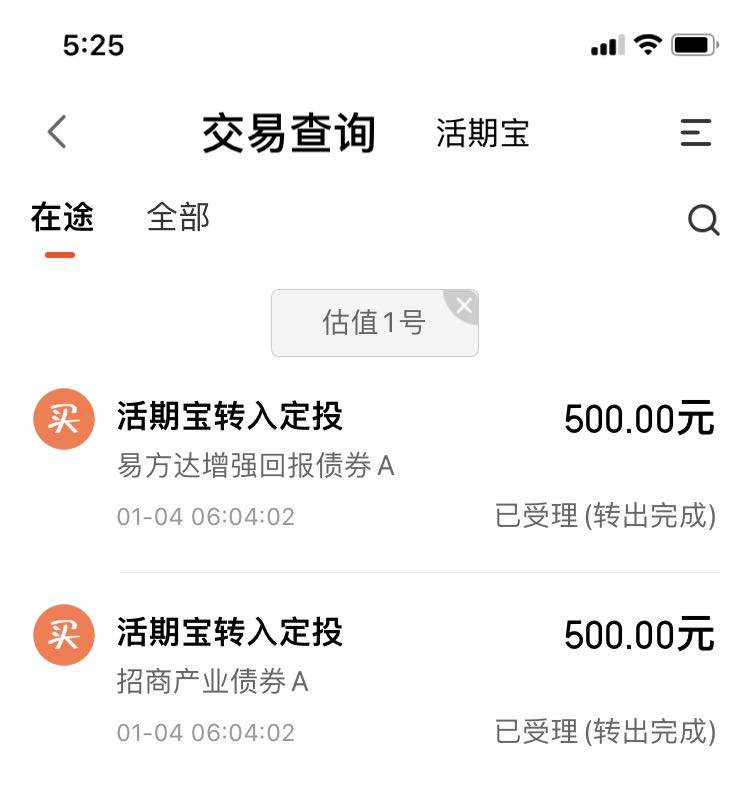 5:25
交易查询 活期宝
在途 全部
估值1号
买 活期宝转入定投 500.00元
易方达增强回报债券A
01-04 06:04:02 已受理(转出完成)
买 活期宝转入定投 500.00元
招商产业债券A
01-04 06:04:02 已受理(转出完成)